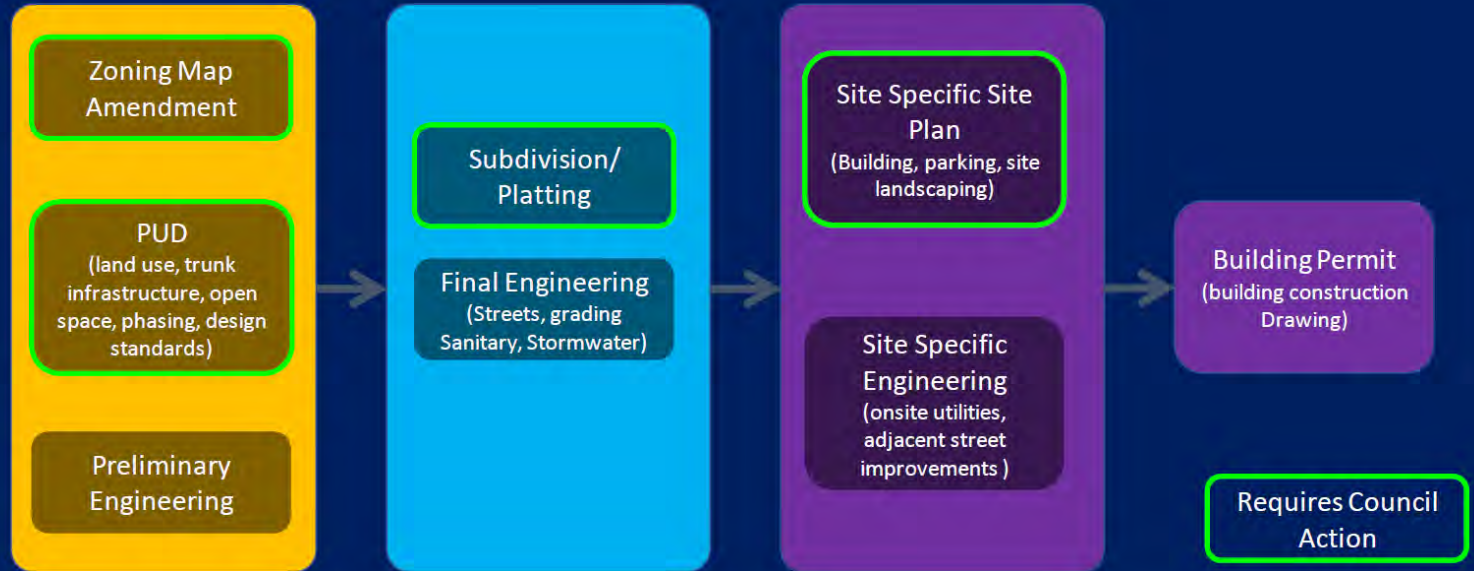 Zoning Map
Amendment
PUD
(land use, trunk
infrastructure, open
space, phasing, design
standards)
Preliminary
Engineering
Subdivision/
Platting
Final Engineering
(Streets, grading
Sanitary, Stormwater)
Site Specific Site
Plan
(Building, parking, site
landscaping)
Site Specific
Engineering
(onsite utilities,
adjacent street
improvements )
Building Permit
(building construction
Drawing)
Requires Council
Action